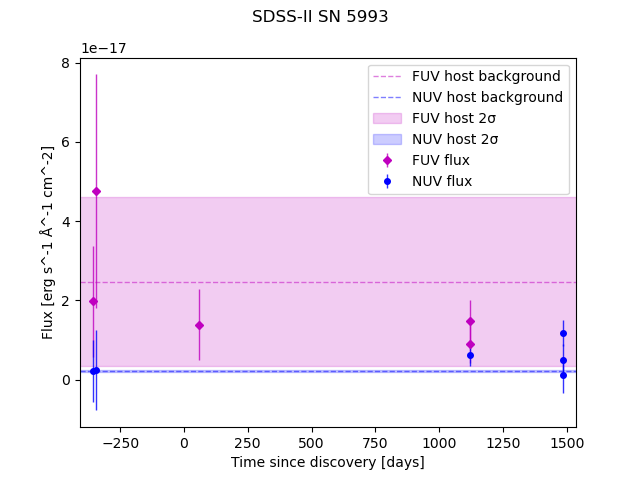 SDSS-II SN 5993
1e−17
8
6
4
2
0
Flux [erg s^-1 Å^-1 cm^-2]
FUV host background
NUV host background
FUV host 2σ
NUV host 2σ
FUV flux
NUV flux
−250 0 250 500 750 1000 1250 1500
Time since discovery [days]